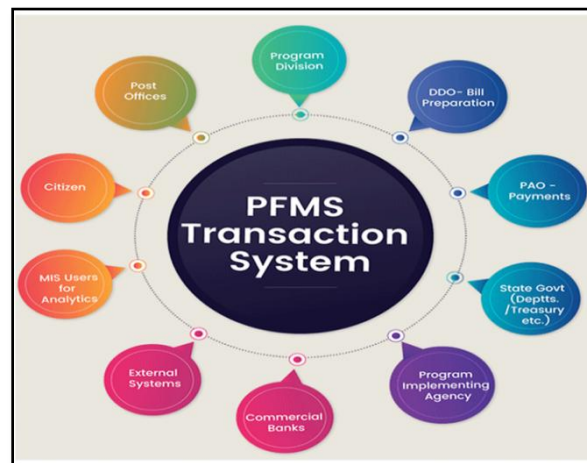 PFMS
Transaction
System
Program
Division
DDO- Bill
Preparation
PAO -
Payments
State Govt
(Deptts.
/Treasury
etc.)
Program
Implementing
Agency
Commercial
Banks
External
Systems
MIS Users
for
Analytics
Citizen
Post
Offices